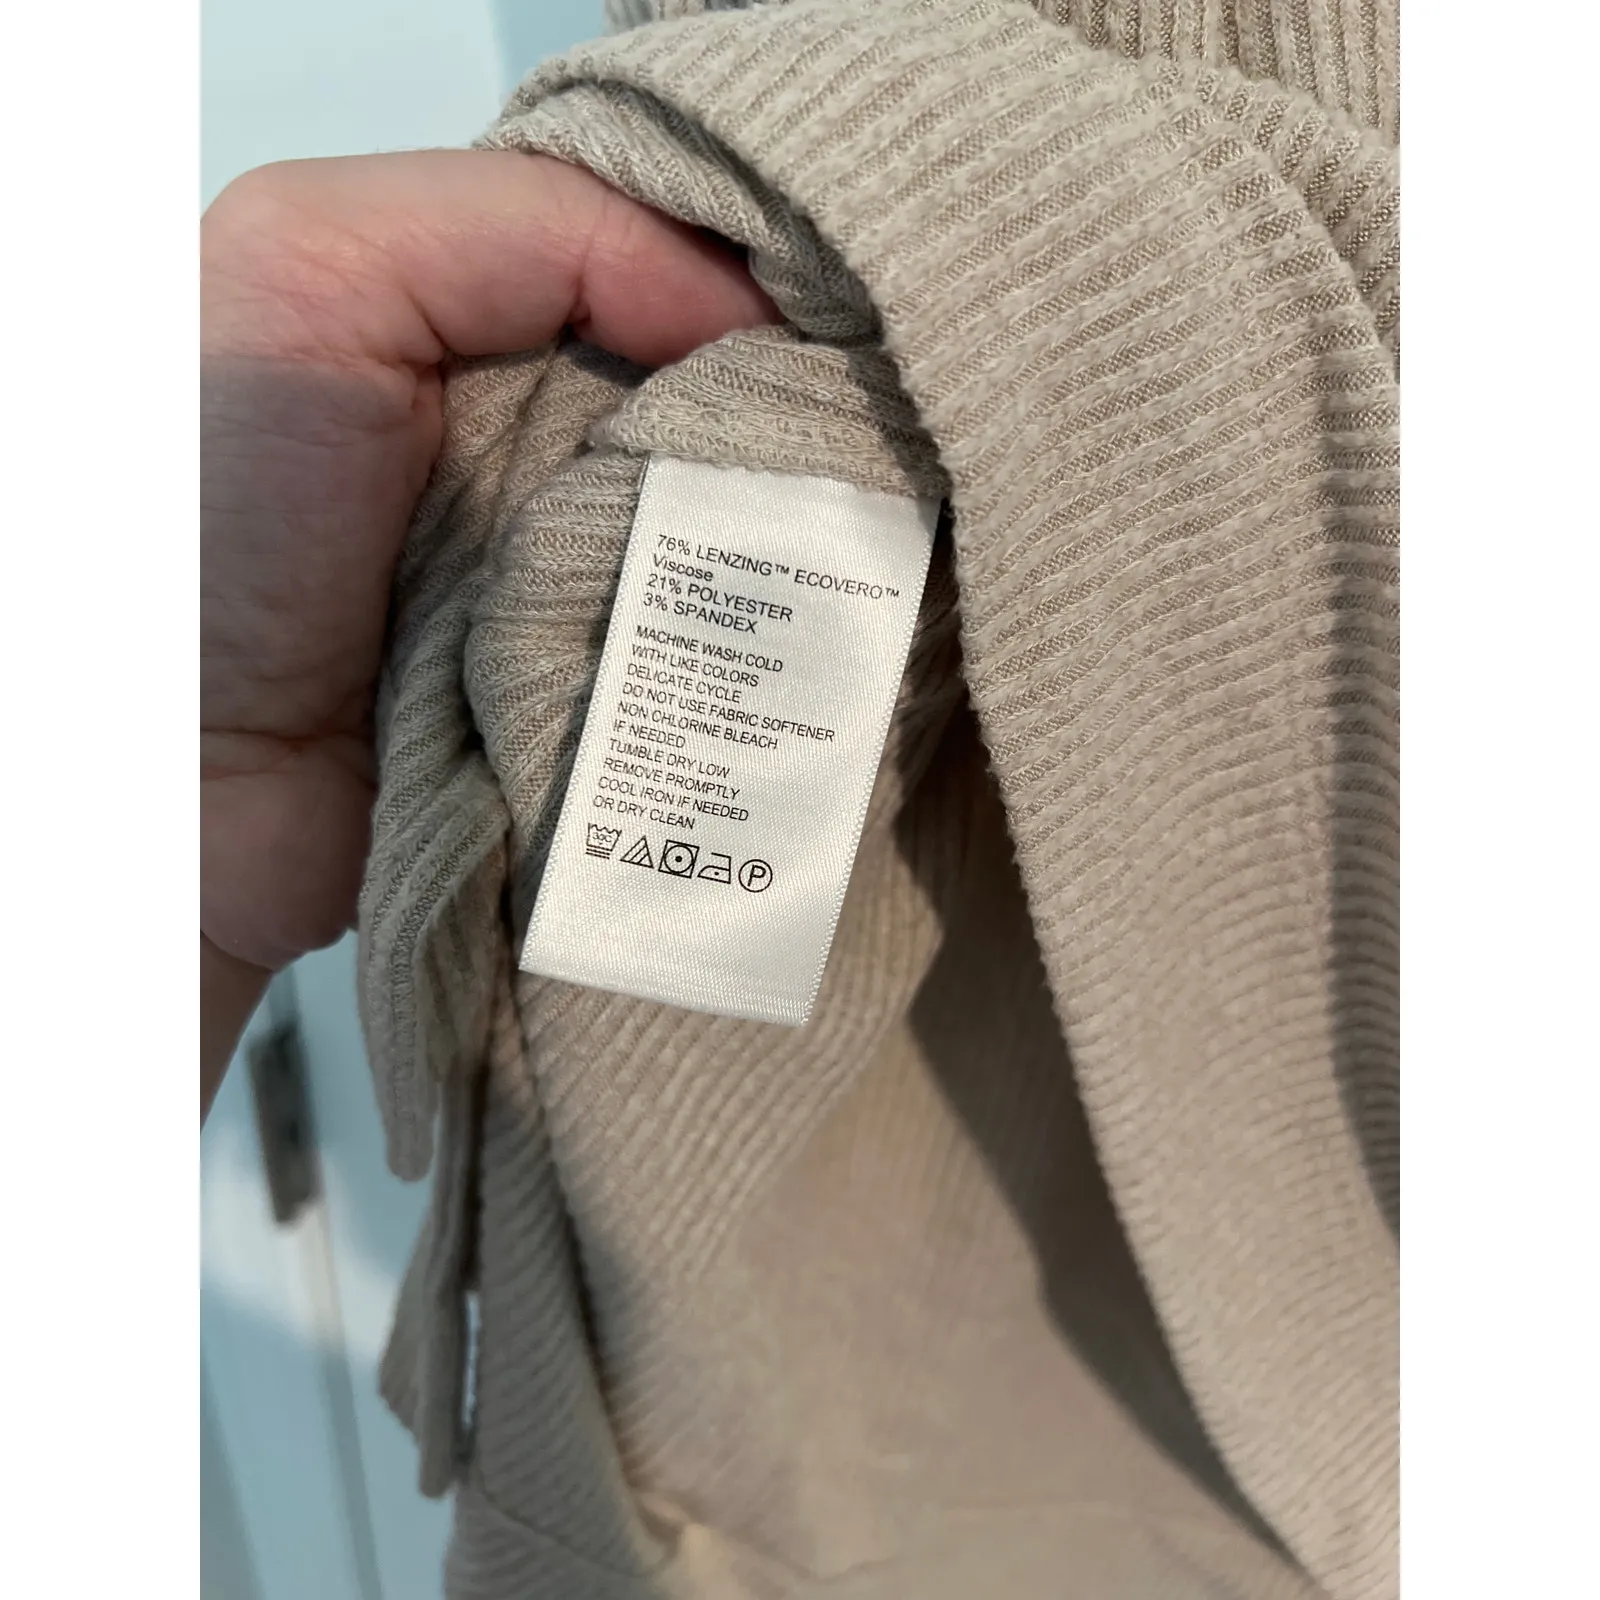 76% LENZING™ ECOVERO™
Viscose
21% POLYESTER
3% SPANDEX
MACHINE WASH COLD
WITH LIKE COLORS
DELICATE CYCLE
DO NOT USE FABRIC SOFTENER
NON CHLORINE BLEACH
IF NEEDED
TUMBLE DRY LOW
REMOVE PROMPTLY
COOL IRON IF NEEDED
OR DRY CLEAN
30C P